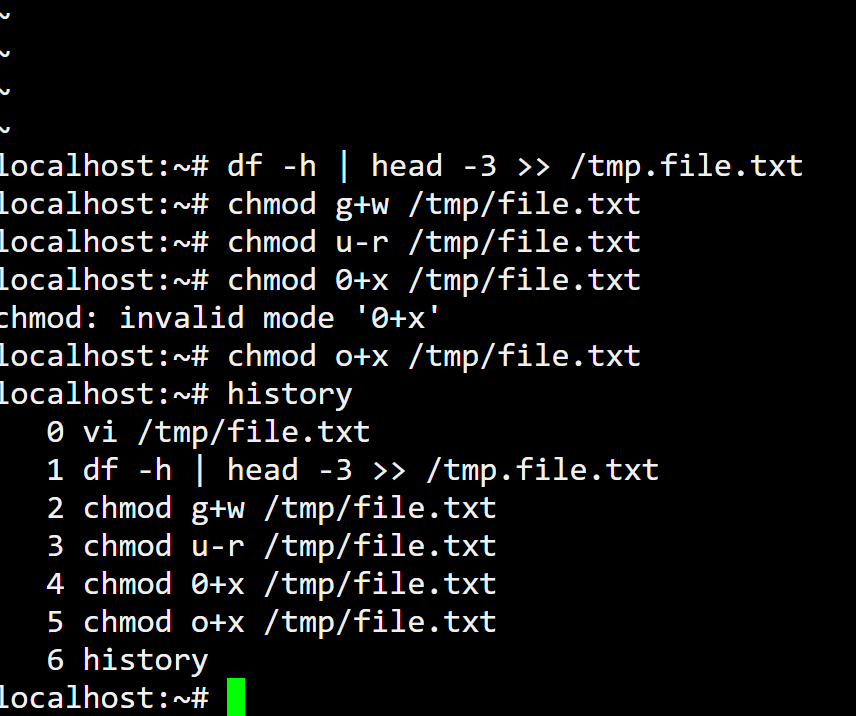 ~
~
~
~
localhost:~# df -h | head -3 >> /tmp.file.txt
localhost:~# chmod g+w /tmp/file.txt
localhost:~# chmod u-r /tmp/file.txt
localhost:~# chmod 0+x /tmp/file.txt
chmod: invalid mode '0+x'
localhost:~# chmod o+x /tmp/file.txt
localhost:~# history
   0 vi /tmp/file.txt
   1 df -h | head -3 >> /tmp.file.txt
   2 chmod g+w /tmp/file.txt
   3 chmod u-r /tmp/file.txt
   4 chmod 0+x /tmp/file.txt
   5 chmod o+x /tmp/file.txt
   6 history
localhost:~#